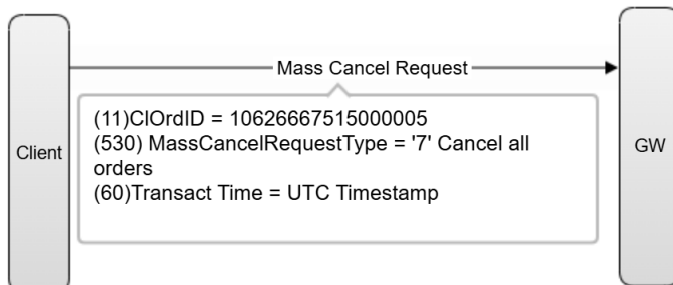 Mass Cancel Request
(11)ClOrdID = 10626667515000005
(530) MassCancelRequestType = '7' Cancel all
orders
(60)Transact Time = UTC Timestamp
Client
GW